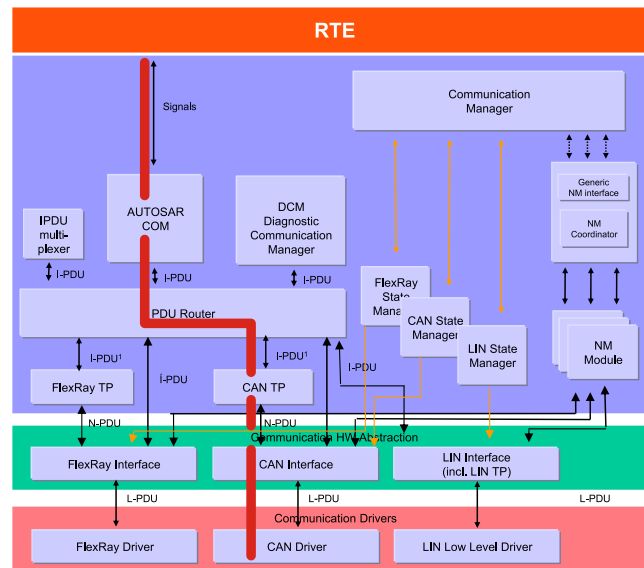 RTE
Signals
Communication
Manager
AUTOSAR
COM
DCM
Diagnostic
Communication
Manager
Generic
NM interface
NM
Coordinator
IPDU
multi-
plexer
I-PDU
I-PDU
I-PDU
FlexRay
State
Manager
CAN State
Manager
LIN State
Manager
PDU Router
NM
Module
I-PDU¹
I-PDU
I-PDU¹
I-PDU
FlexRay TP
CAN TP
N-PDU
N-PDU
Communication HW Abstraction
FlexRay Interface
CAN Interface
LIN Interface
(incl. LIN TP)
L-PDU
L-PDU
L-PDU
Communication Drivers
FlexRay Driver
CAN Driver
LIN Low Level Driver